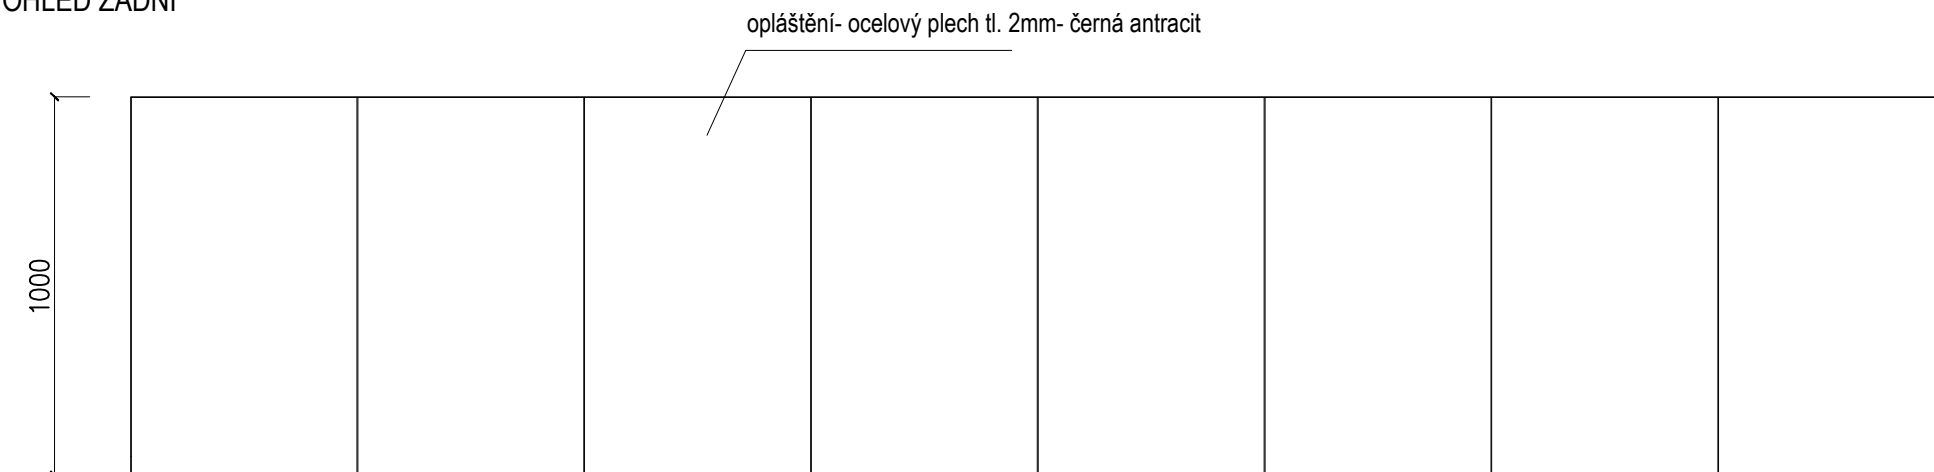 OHLED ZADNÍ
opláštění- ocelový plech tl. 2mm- černá antracit
1000